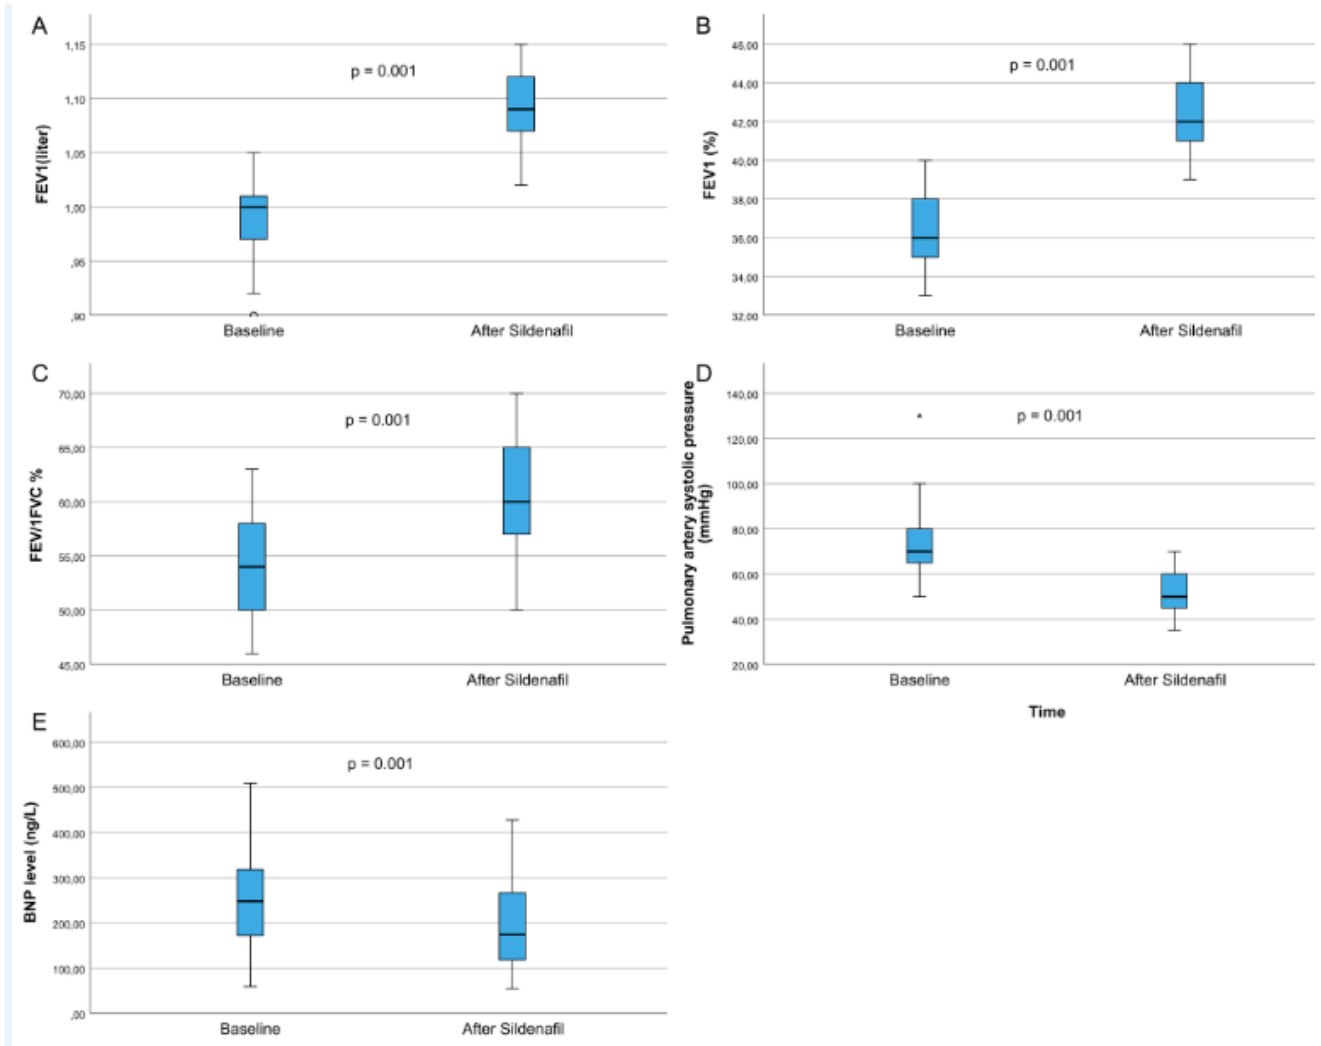 A
1,15
1,10
1,05
1,00
,95
,90
FEV1(liter)
p = 0.001
Baseline
After Sildenafil
B
46,00
44,00
42,00
40,00
38,00
36,00
34,00
32,00
FEV1 (%)
p = 0.001
Baseline
After Sildenafil
C
70,00
65,00
60,00
55,00
50,00
45,00
FEV/1FVC %
p = 0.001
Baseline
After Sildenafil
D
140,00
120,00
100,00
80,00
60,00
40,00
20,00
Pulmonary artery systolic pressure
(mmHg)
p = 0.001
Baseline
After Sildenafil
Time
E
600,00
500,00
400,00
300,00
200,00
100,00
,00
BNP level (ng/L)
p = 0.001
Baseline
After Sildenafil